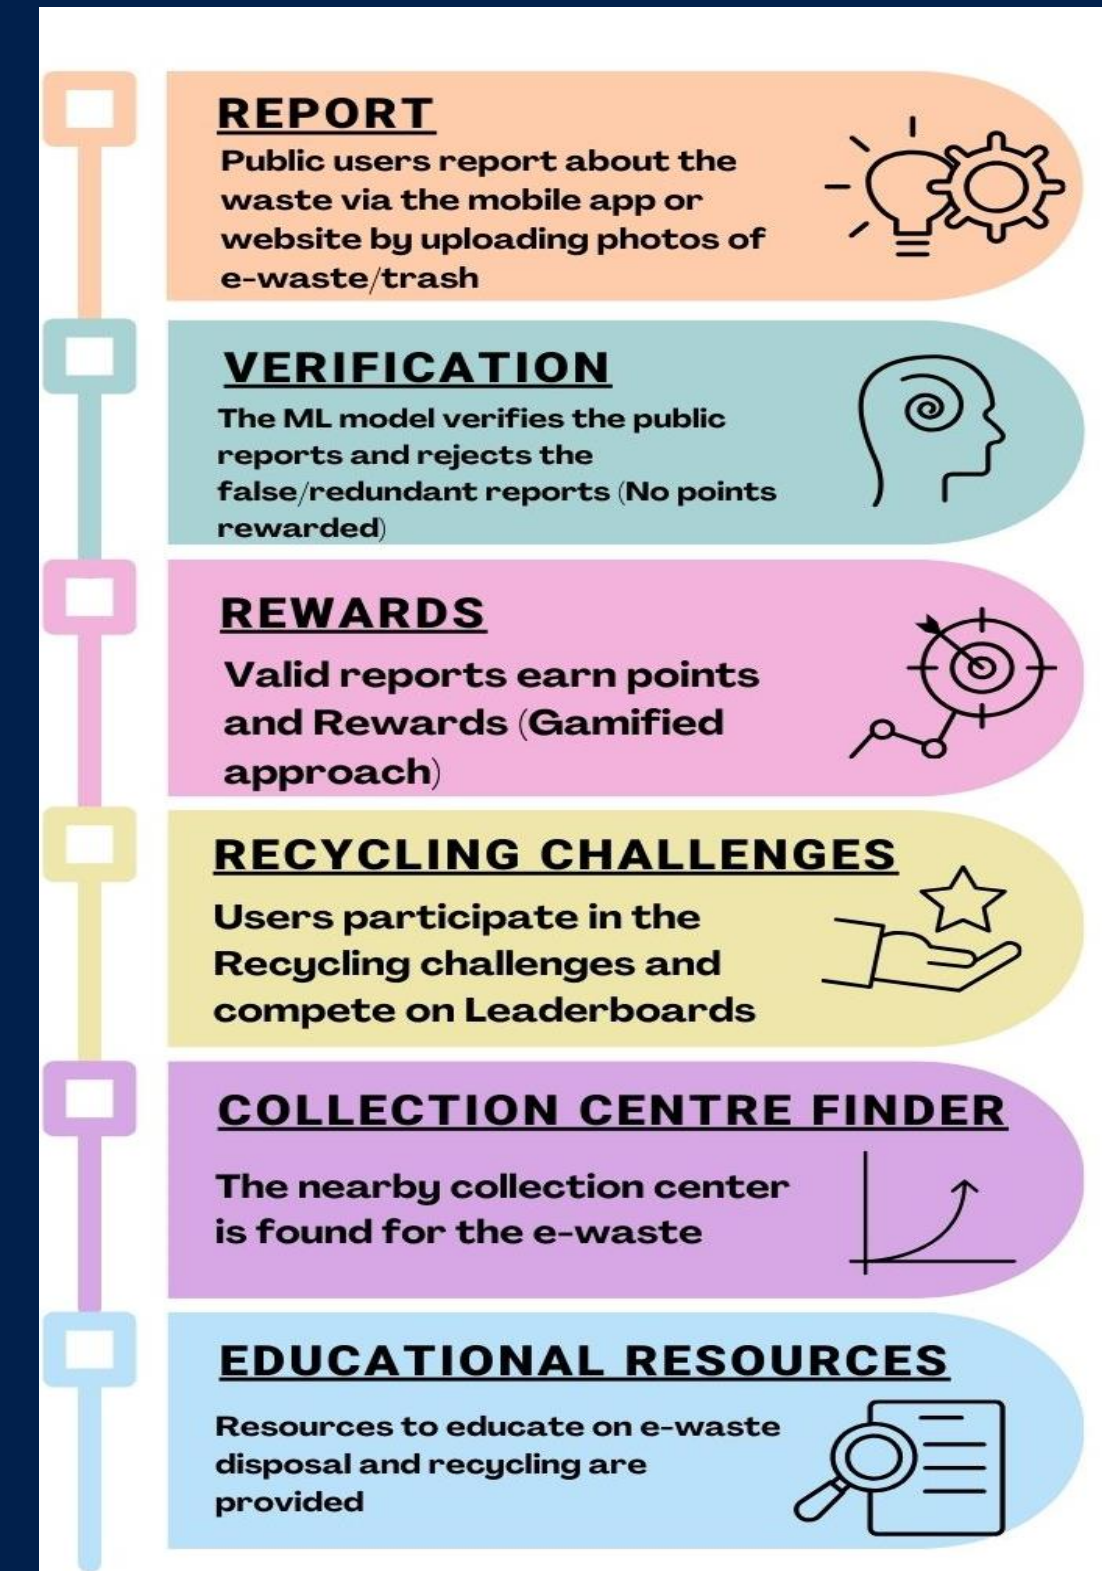 REPORT
Public users report about the
waste via the mobile app or
website by uploading photos of
e-waste/trash
VERIFICATION
The ML model verifies the public
reports and rejects the
false/redundant reports (No points
rewarded)
REWARDS
Valid reports earn points
and Rewards (Gamified
approach)
RECYCLING CHALLENGES
Users participate in the
Recycling challenges and
compete on Leaderboards
COLLECTION CENTRE FINDER
The nearby collection center
is found for the e-waste
EDUCATIONAL RESOURCES
Resources to educate on e-waste
disposal and recycling are
provided